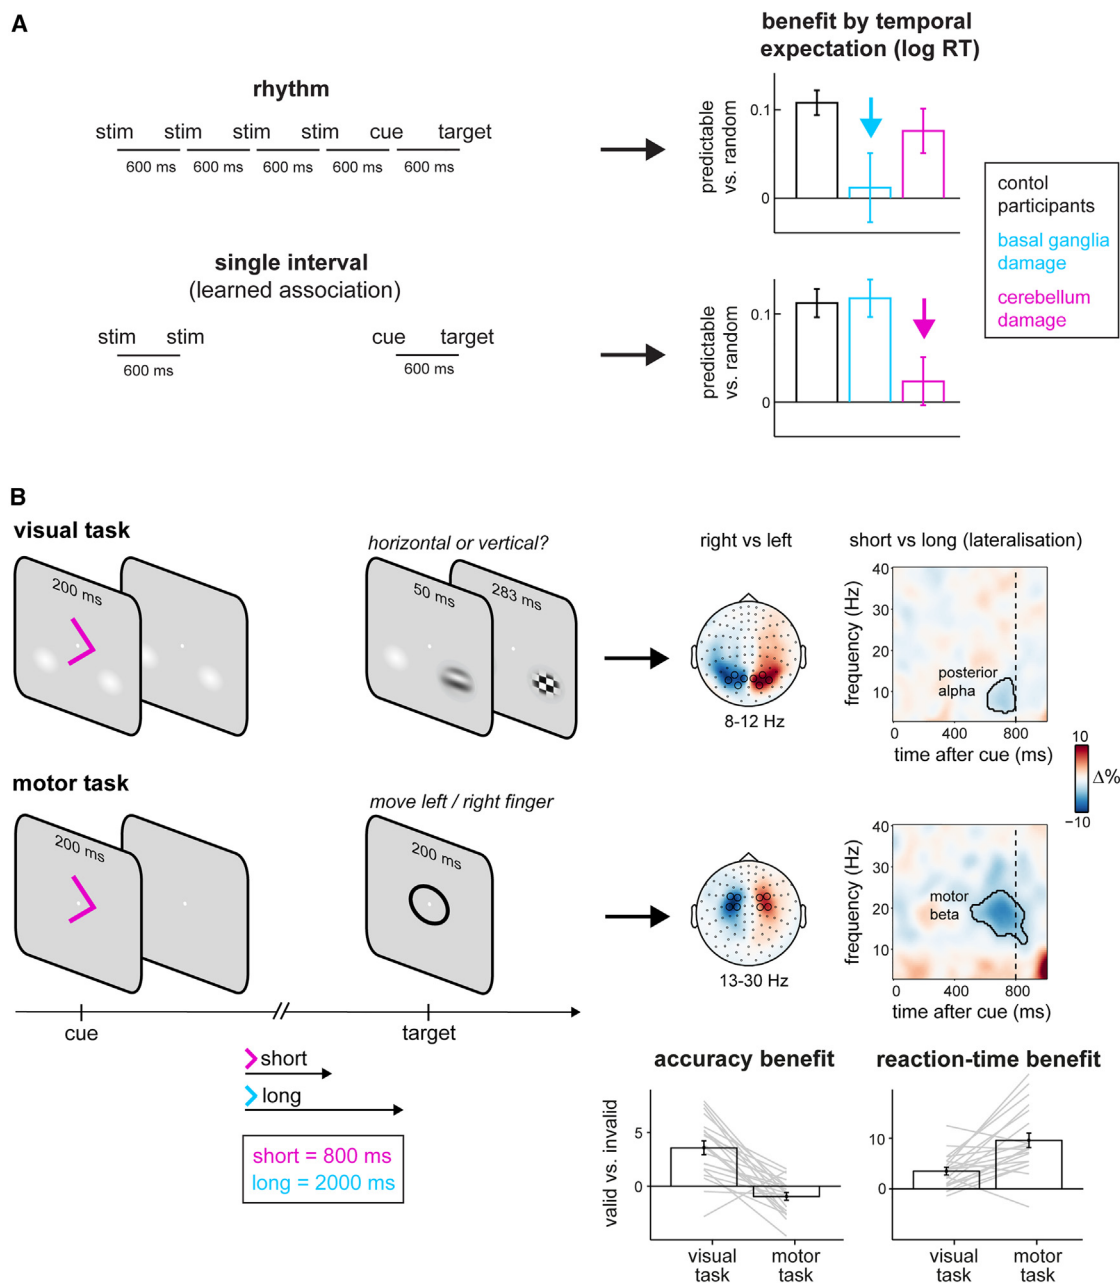 A
benefit by temporal
expectation (log RT)
rhythm
stim stim stim stim cue target
600 ms 600 ms 600 ms 600 ms 600 ms
predictable
vs. random
0.1
0
contol
participants
basal ganglia
damage
cerebellum
damage
single interval
(learned association)
stim stim cue target
600 ms 600 ms
predictable
vs. random
0.1
0
B
visual task
200 ms
horizontal or vertical?
50 ms 283 ms
right vs left
8-12 Hz
short vs long (lateralisation)
frequency (Hz)
40
30
20
10
posterior
alpha
0 400 800
time after cue (ms)
10
Δ%
−10
motor task
200 ms
move left / right finger
200 ms
13-30 Hz
frequency (Hz)
40
30
20
10
motor
beta
0 400 800
time after cue (ms)
cue target
short
long
short = 800 ms
long = 2000 ms
accuracy benefit
valid vs. invalid
5
0
visual
task
motor
task
reaction-time benefit
10
0
visual
task
motor
task